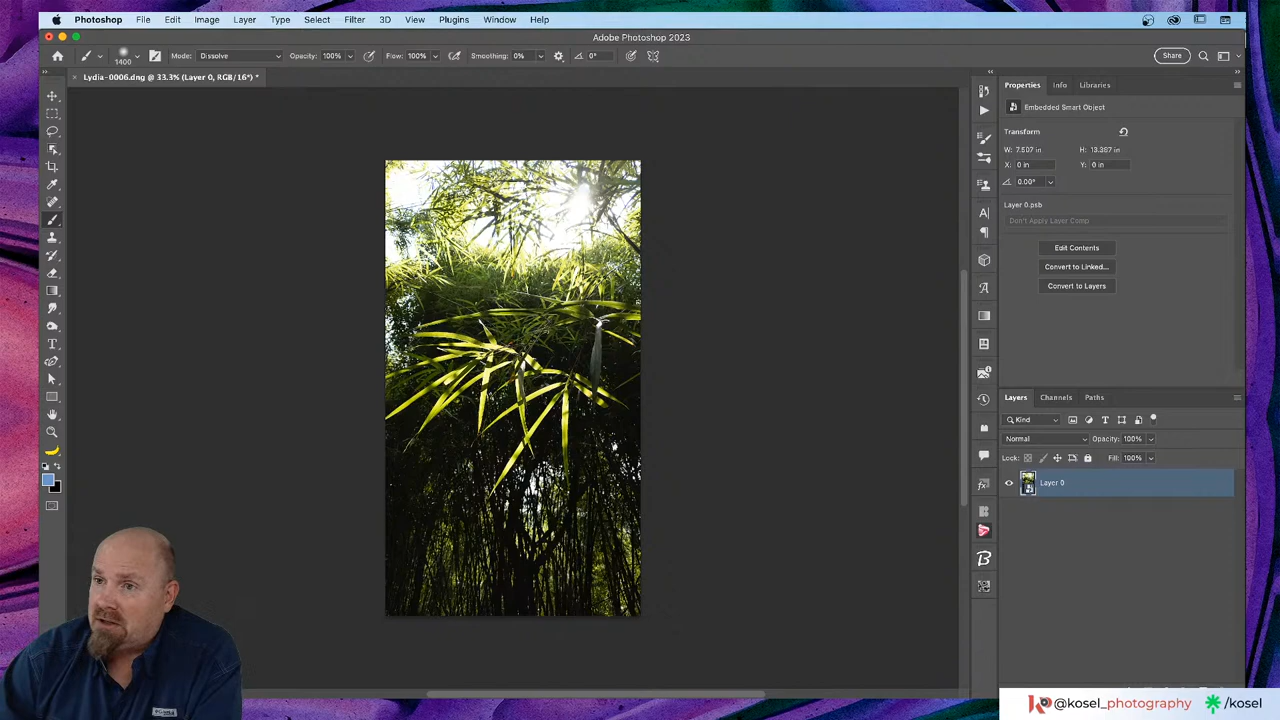 Photoshop File Edit Image Layer Type Select Filter 3D View Plugins Window Help
Adobe Photoshop 2023
1400 Mode: Dissolve Opacity: 100% Flow: 100% Smoothing: 0% 0° Share
× Lydia-0006.dng @ 33.3% (Layer 0, RGB/16*) *
Properties Info Libraries
Embedded Smart Object
Transform
W: 7.507 in H: 13.387 in
X: 0 in Y: 0 in
0.00°
Layer 0.psb
Don't Apply Layer Comp
Edit Contents
Convert to Linked...
Convert to Layers
Layers Channels Paths
Kind
Normal Opacity: 100%
Lock: Fill: 100%
Layer 0
@kosel_photography /kosel